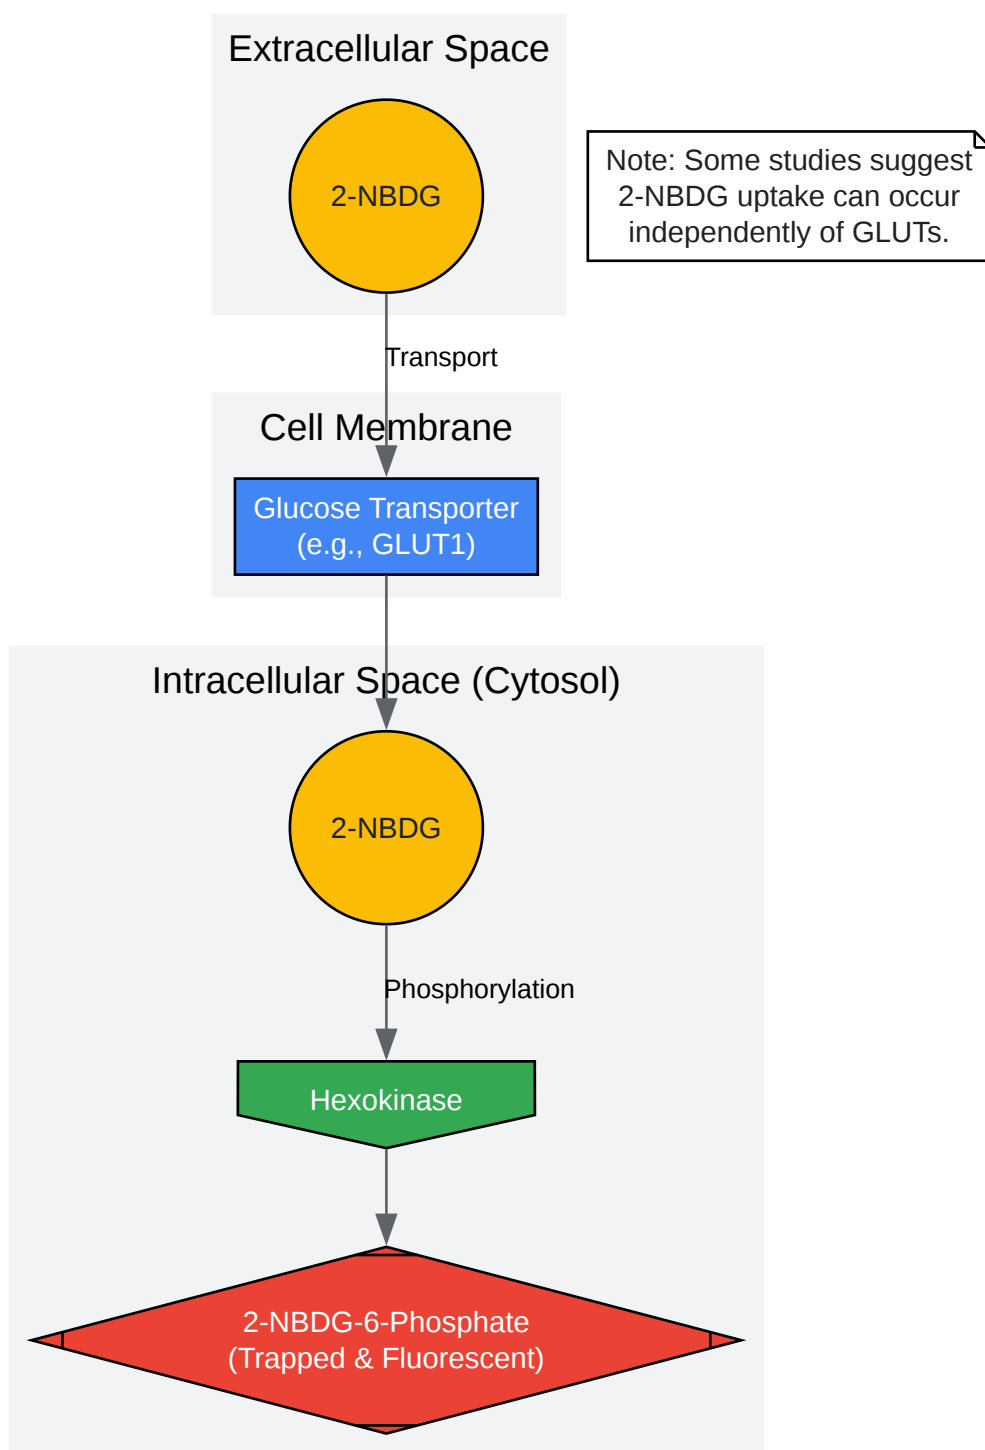 Extracellular Space
2-NBDG
Note: Some studies suggest
2-NBDG uptake can occur
independently of GLUTs.
Transport
Cell Membrane
Glucose Transporter
(e.g., GLUT1)
Intracellular Space (Cytosol)
2-NBDG
Phosphorylation
Hexokinase
2-NBDG-6-Phosphate
(Trapped & Fluorescent)